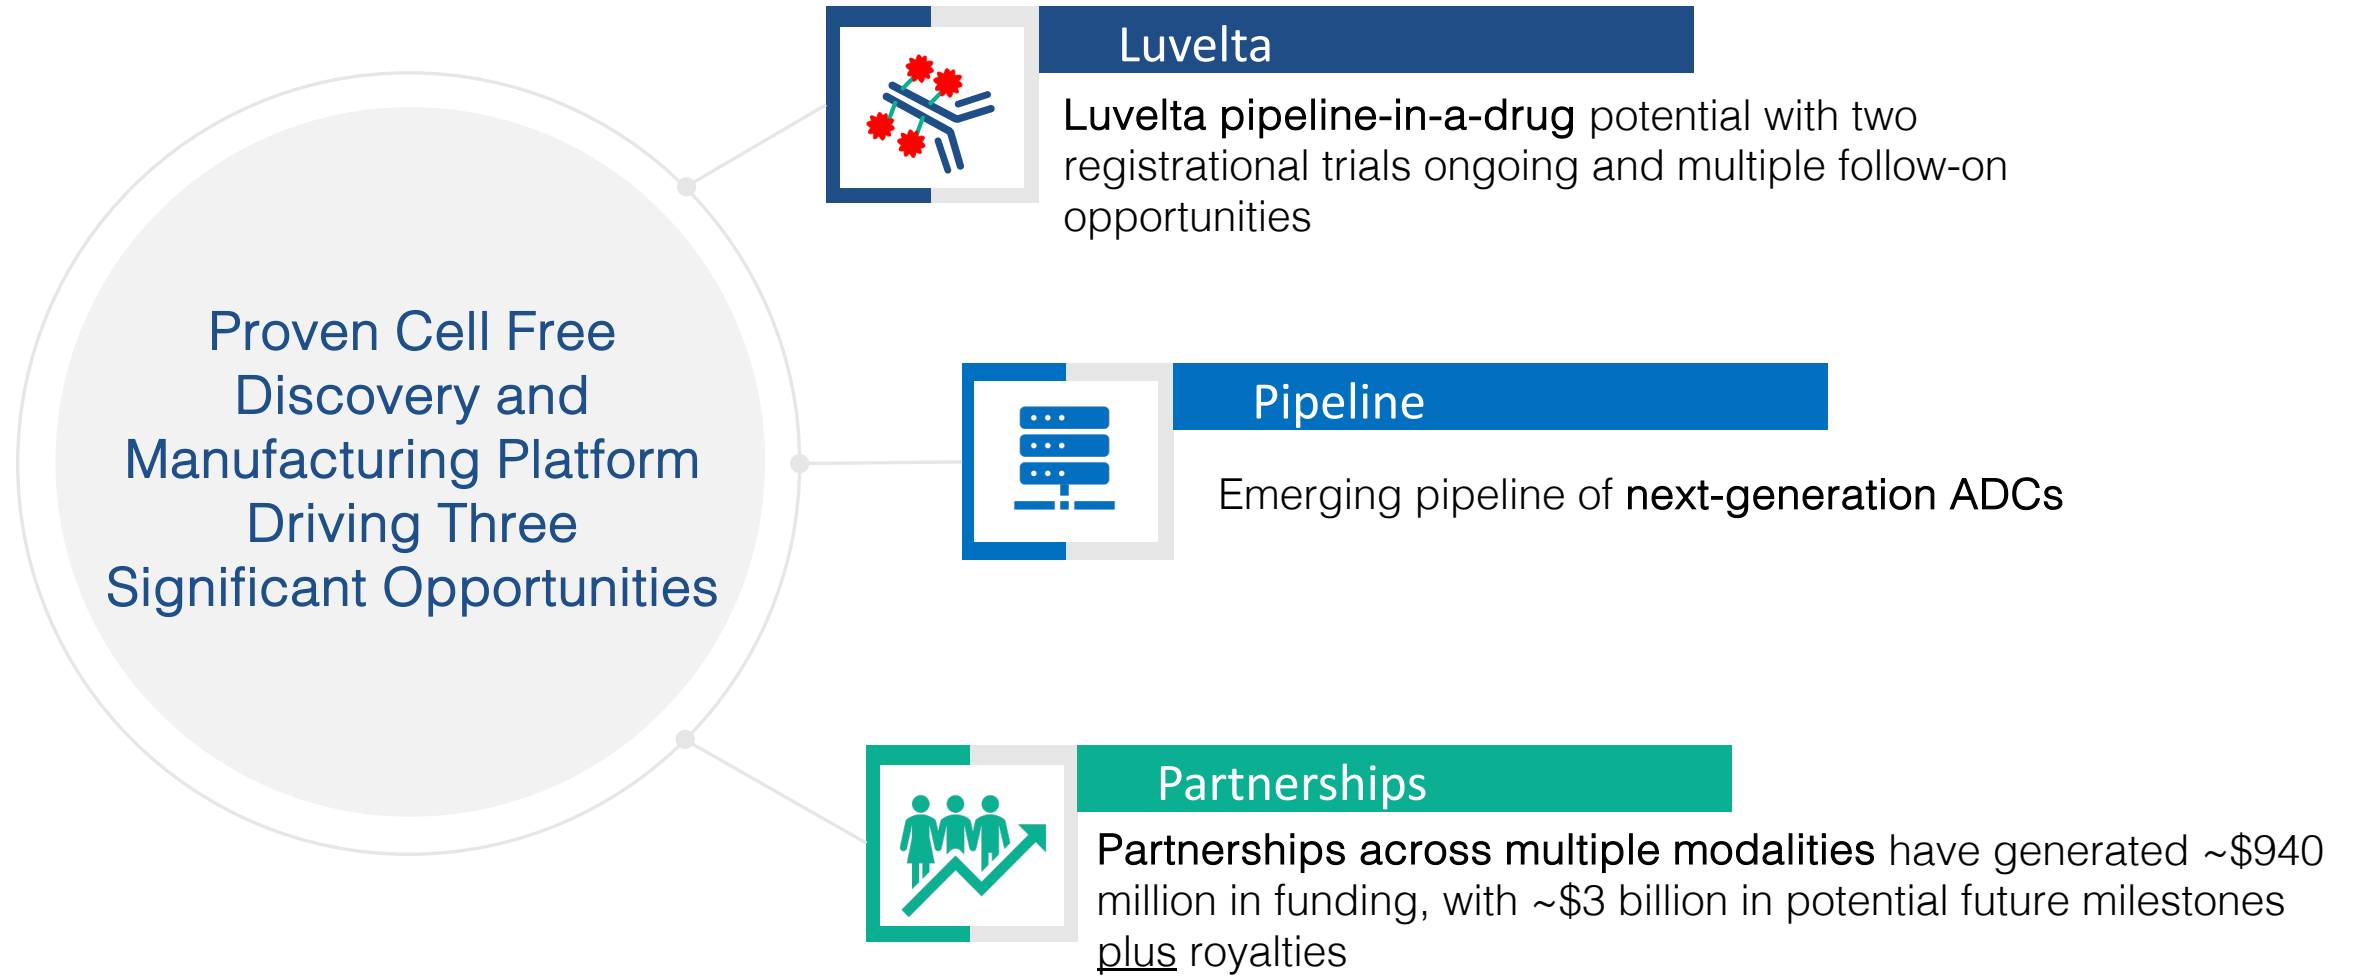 Proven Cell Free
Discovery and
Manufacturing Platform
Driving Three
Significant Opportunities
Luvelta
Luvelta pipeline-in-a-drug potential with two
registrational trials ongoing and multiple follow-on
opportunities
Pipeline
Emerging pipeline of next-generation ADCs
Partnerships
Partnerships across multiple modalities have generated ~$940
million in funding, with ~$3 billion in potential future milestones
plus royalties